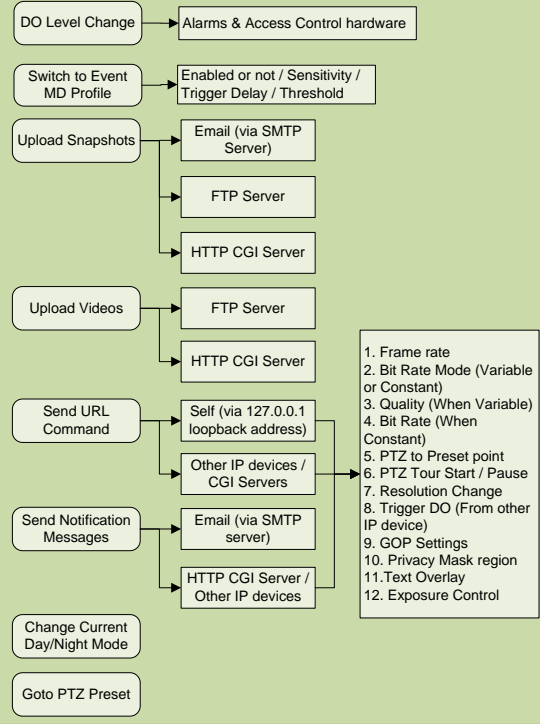 DO Level Change
Alarms & Access Control hardware
Switch to Event
MD Profile
Enabled or not / Sensitivity /
Trigger Delay / Threshold
Upload Snapshots
Email (via SMTP
Server)
FTP Server
HTTP CGI Server
Upload Videos
FTP Server
HTTP CGI Server
Send URL
Command
Self (via 127.0.0.1
loopback address)
Other IP devices /
CGI Servers
Send Notification
Messages
Email (via SMTP
server)
HTTP CGI Server /
Other IP devices
1. Frame rate
2. Bit Rate Mode (Variable
or Constant)
3. Quality (When Variable)
4. Bit Rate (When
Constant)
5. PTZ to Preset point
6. PTZ Tour Start / Pause
7. Resolution Change
8. Trigger DO (From other
IP device)
9. GOP Settings
10. Privacy Mask region
11.Text Overlay
12. Exposure Control
Change Current
Day/Night Mode
Goto PTZ Preset